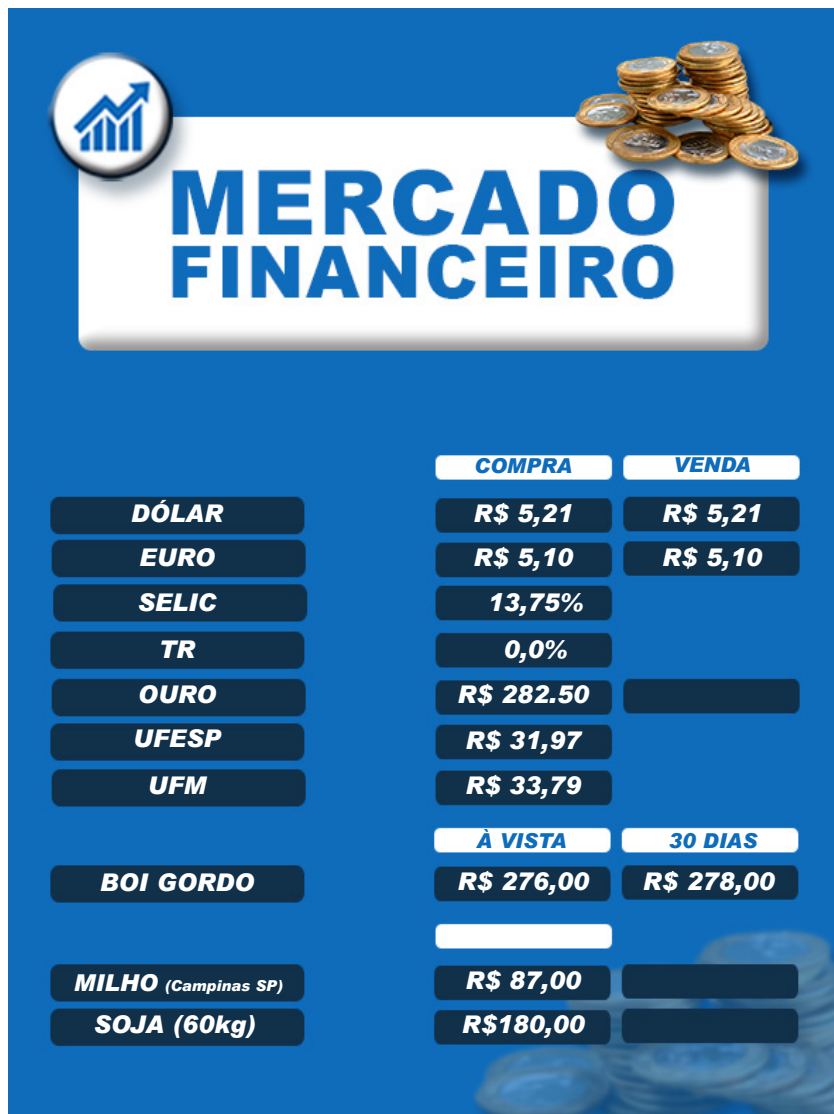 MERCADO
FINANCEIRO
COMPRA VENDA
DÓLAR R$ 5,21 R$ 5,21
EURO R$ 5,10 R$ 5,10
SELIC 13,75%
TR 0,0%
OURO R$ 282.50
UFESP R$ 31,97
UFM R$ 33,79
À VISTA 30 DIAS
BOI GORDO R$ 276,00 R$ 278,00
MILHO (Campinas SP) R$ 87,00
SOJA (60kg) R$180,00